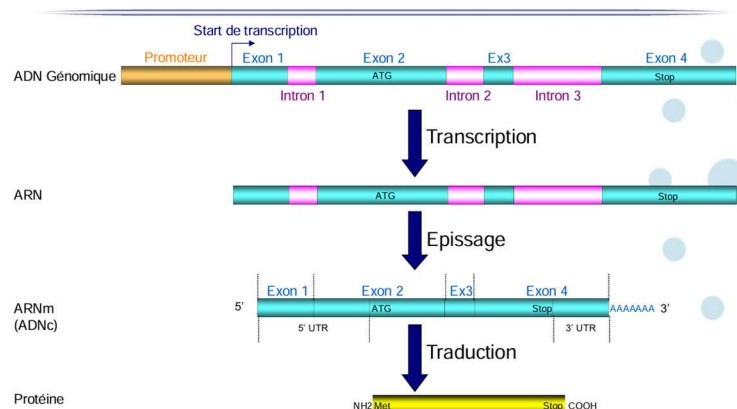 Start de transcription
Promoteur Exon 1 Exon 2 Ex3 Exon 4
ADN Génomique ATG Stop
Intron 1 Intron 2 Intron 3
Transcription
ARN ATG Stop
Epissage
Exon 1 Exon 2 Ex3 Exon 4
ARNm 5' ATG Stop AAAAAAA 3'
(ADNc)
5' UTR 3' UTR
Traduction
Protéine NH2 Met Stop COOH